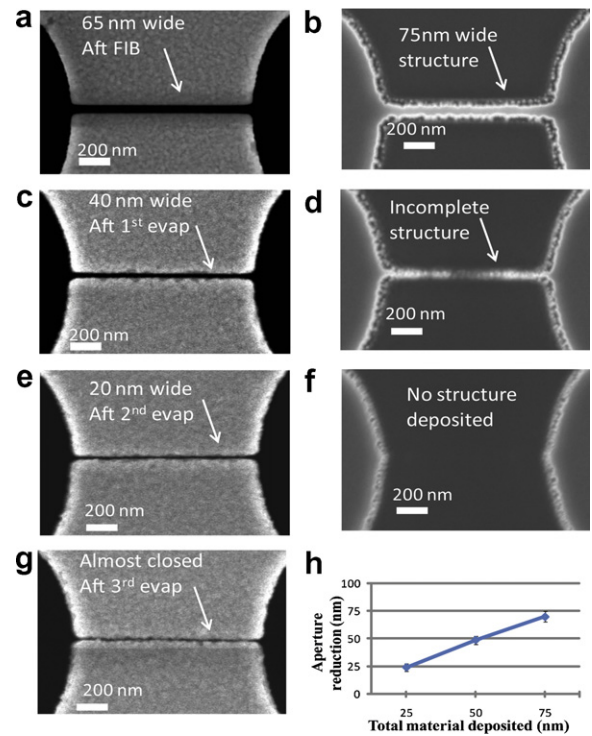 a
65 nm wide
Aft FIB
200 nm
b
75nm wide
structure
200 nm
c
40 nm wide
Aft 1st evap
200 nm
d
Incomplete
structure
200 nm
e
20 nm wide
Aft 2nd evap
200 nm
f
No structure
deposited
200 nm
g
Almost closed
Aft 3rd evap
200 nm
h
Aperture
reduction (nm)
100
75
50
25
0
25 50 75
Total material deposited (nm)